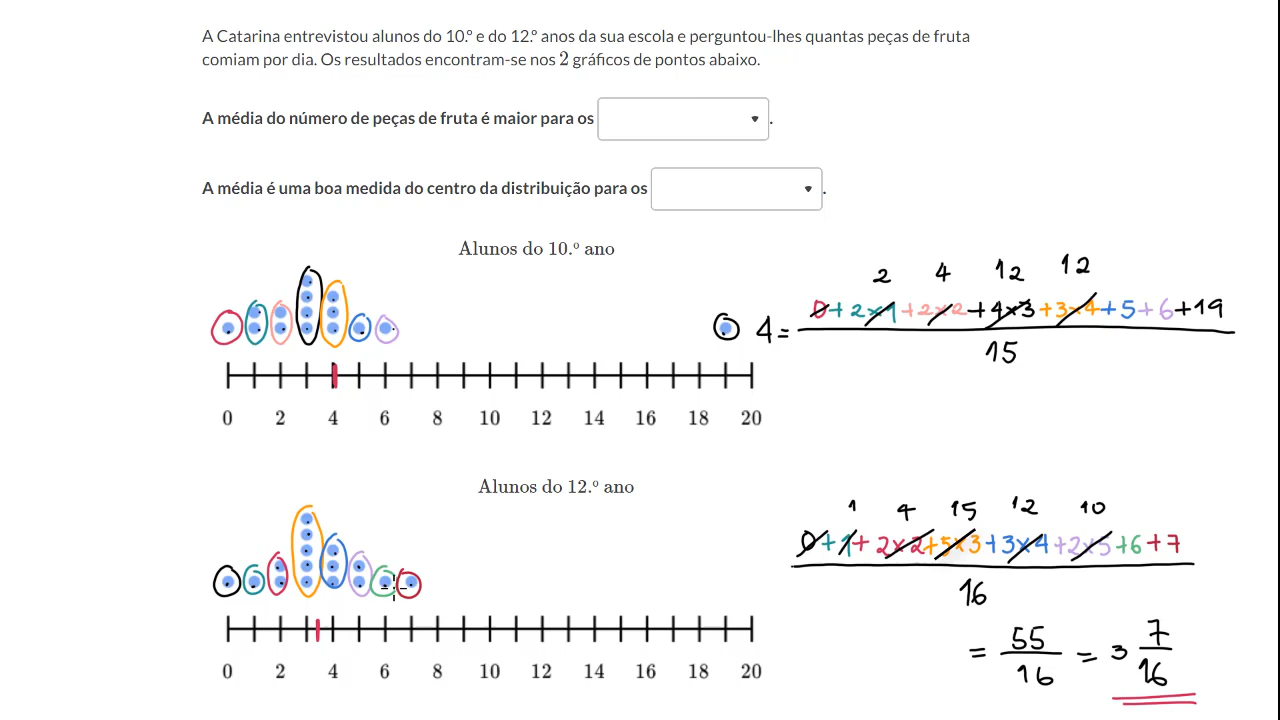 A Catarina entrevistou alunos do 10.º e do 12.º anos da sua escola e perguntou-lhes quantas peças de fruta
comiam por dia. Os resultados encontram-se nos 2 gráficos de pontos abaixo.
A média do número de peças de fruta é maior para os .
A média é uma boa medida do centro da distribuição para os .
Alunos do 10.º ano
2 4 12 12
4 = 0 + 2×1 + 2×2 + 4×3 + 3×4 + 5 + 6 + 19
15
0 2 4 6 8 10 12 14 16 18 20
Alunos do 12.º ano
1 4 15 12 10
0 + 1 + 2×2 + 5×3 + 3×4 + 2×5 + 6 + 7
16
= 55/16 = 3 7/16
0 2 4 6 8 10 12 14 16 18 20